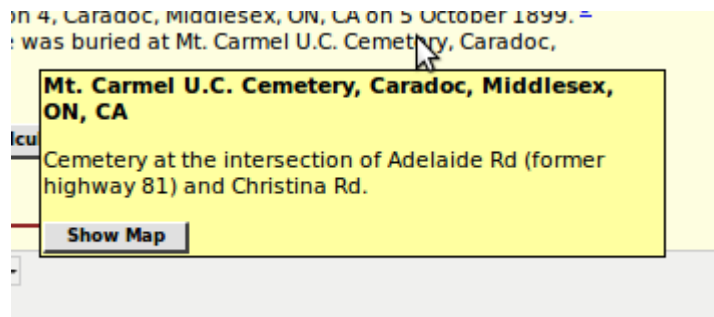 on 4, Caradoc, Middlesex, ON, CA on 5 October 1899.
was buried at Mt. Carmel U.C. Cemetery, Caradoc,
Mt. Carmel U.C. Cemetery, Caradoc, Middlesex,
ON, CA
Cemetery at the intersection of Adelaide Rd (former
highway 81) and Christina Rd.
Show Map